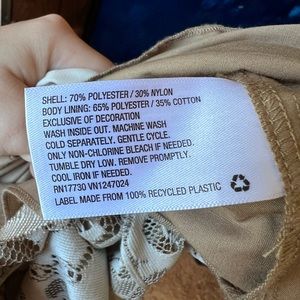 SHELL: 70% POLYESTER / 30% NYLON
BODY LINING: 65% POLYESTER / 35% COTTON
EXCLUSIVE OF DECORATION
WASH INSIDE OUT. MACHINE WASH
COLD SEPARATELY. GENTLE CYCLE.
ONLY NON-CHLORINE BLEACH IF NEEDED.
TUMBLE DRY LOW. REMOVE PROMPTLY.
COOL IRON IF NEEDED.
RN17730 VN1247024
LABEL MADE FROM 100% RECYCLED PLASTIC